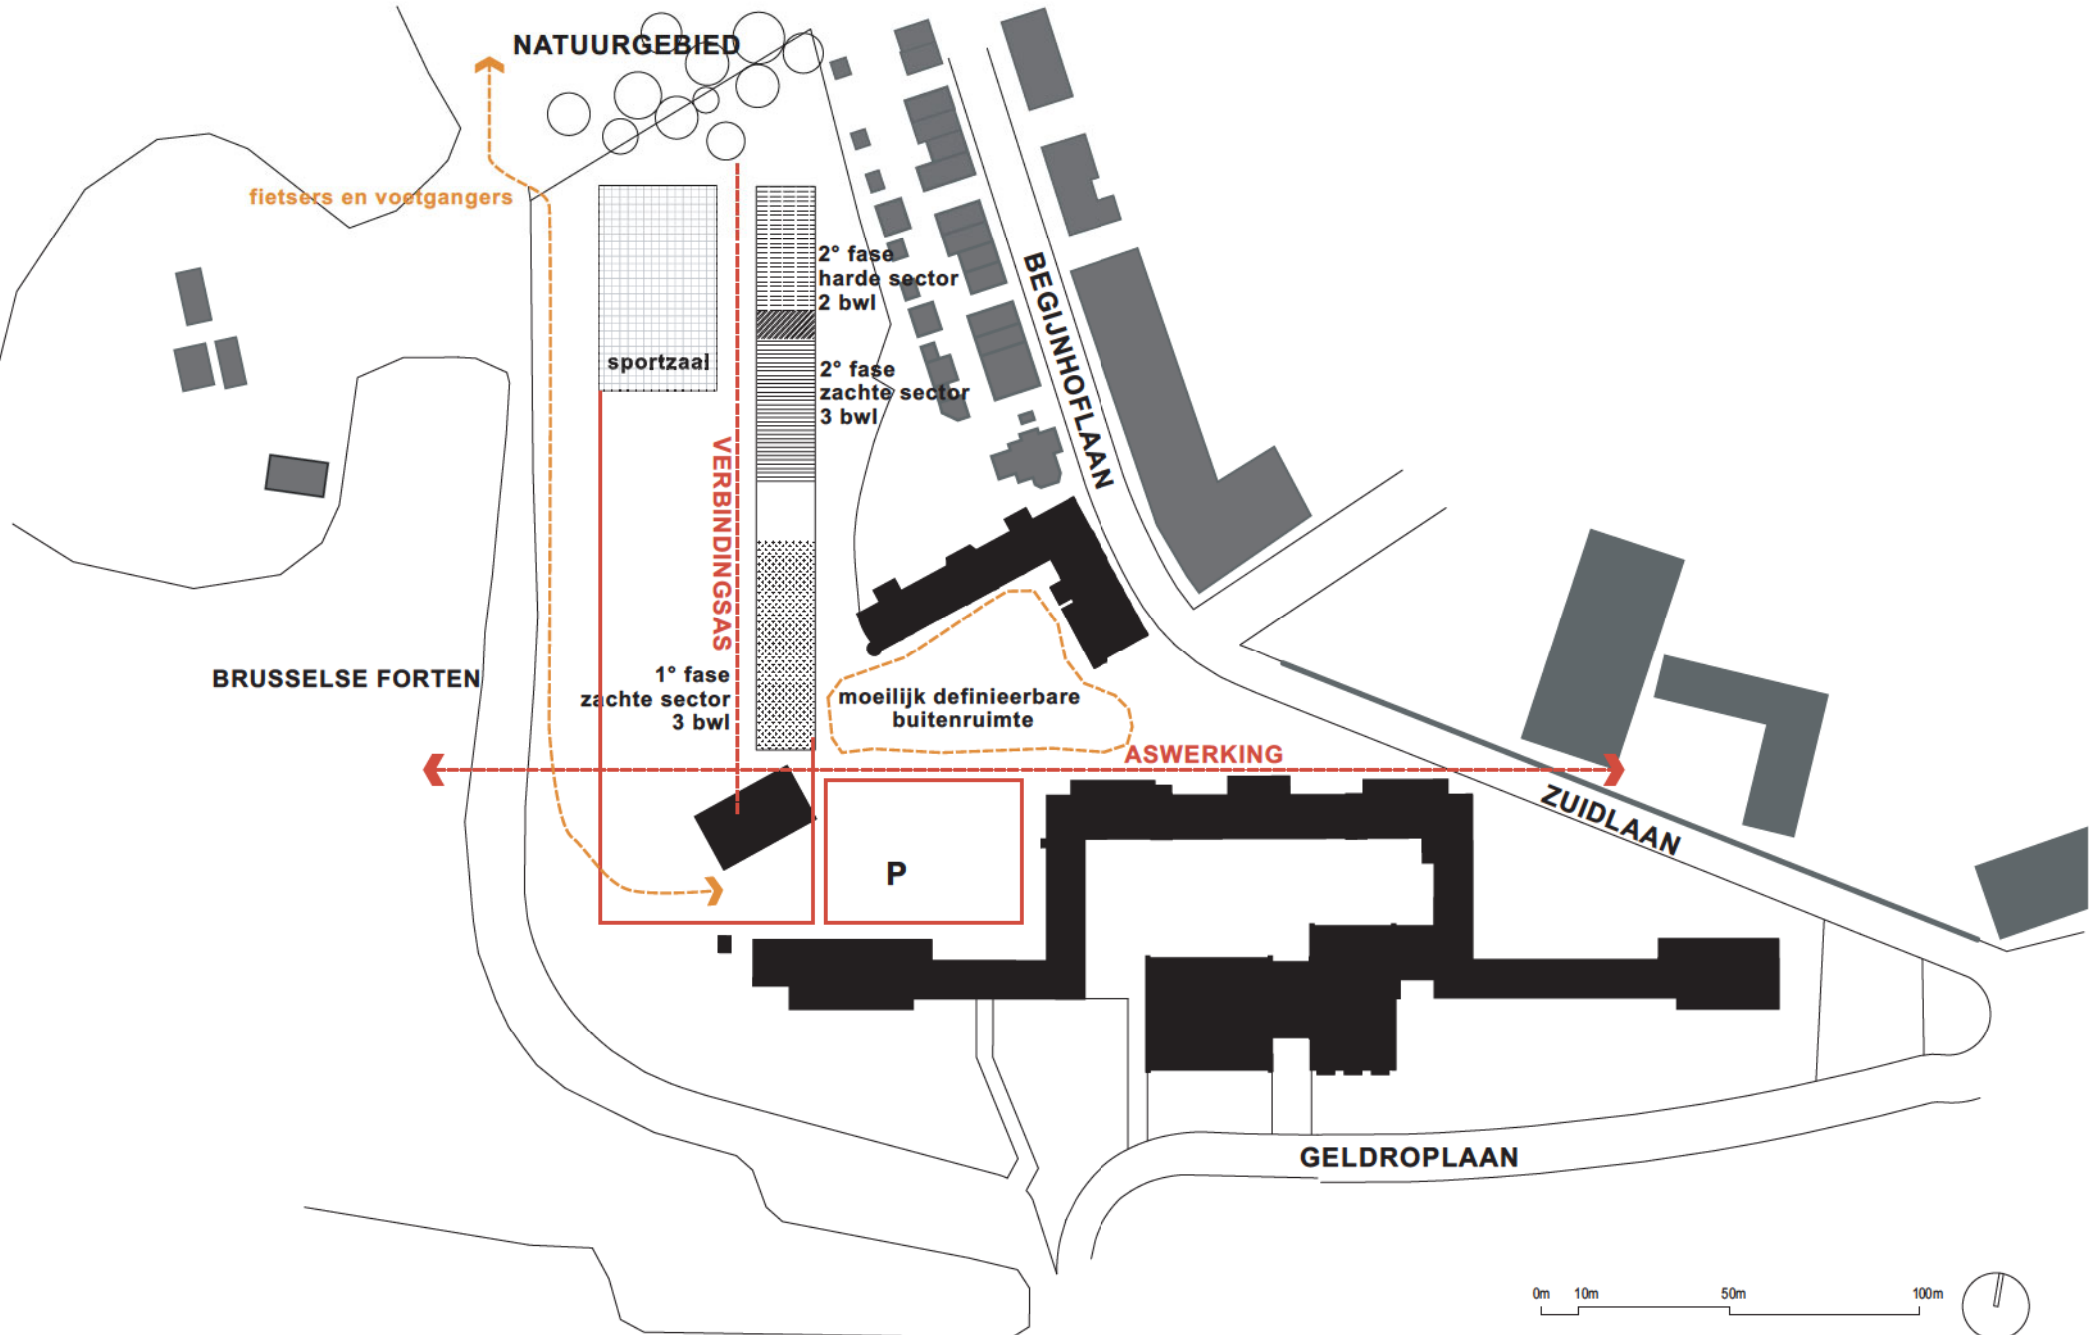 NATUURGEBIED
fietsers en voetgangers
2° fase
harde sector
2 bwl
sportzaal
2° fase
zachte sector
3 bwl
BEGIJNHOFLAAN
VERBINDINGSAS
BRUSSELSE FORTEN
1° fase
zachte sector
3 bwl
moeilijk definieerbare
buitenruimte
ASWERKING
ZUIDLAAN
P
GELDROPLAAN
0m 10m 50m 100m